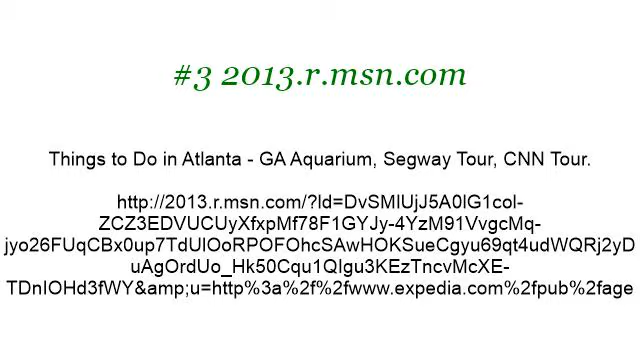 #3 2013.r.msn.com
Things to Do in Atlanta - GA Aquarium, Segway Tour, CNN Tour.
http://2013.r.msn.com/?ld=DvSMlUjJ5A0lG1col-
ZCZ3EDVUCUyXfxpMf78F1GYJy-4YzM91VvgcMq-
jyo26FUqCBx0up7TdUlOoRPOFOhcSAwHOKSueCgyu69qt4udWQRj2yD
uAgOrdUo_Hk50Cqu1Qlgu3KEzTncvMcXE-
TDnIOHd3fWY&amp;u=http%3a%2f%2fwww.expedia.com%2fpub%2fage